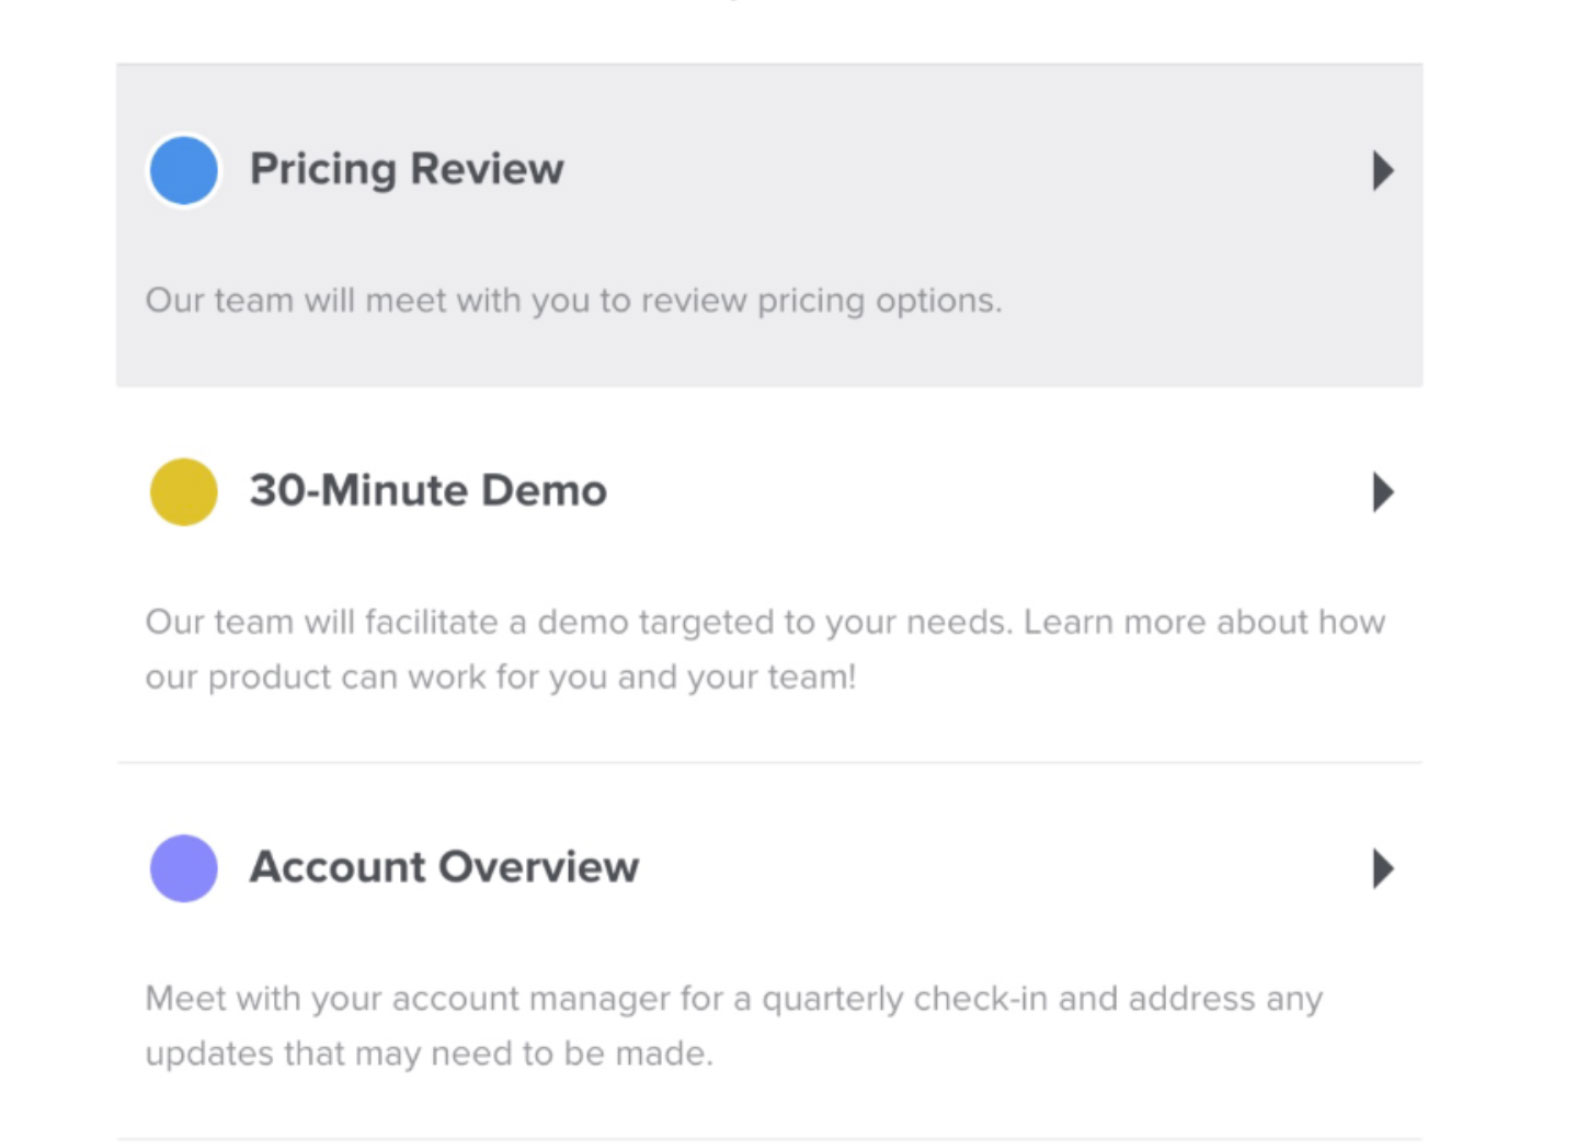 Pricing Review
Our team will meet with you to review pricing options.
30-Minute Demo
Our team will facilitate a demo targeted to your needs. Learn more about how
our product can work for you and your team!
Account Overview
Meet with your account manager for a quarterly check-in and address any
updates that may need to be made.